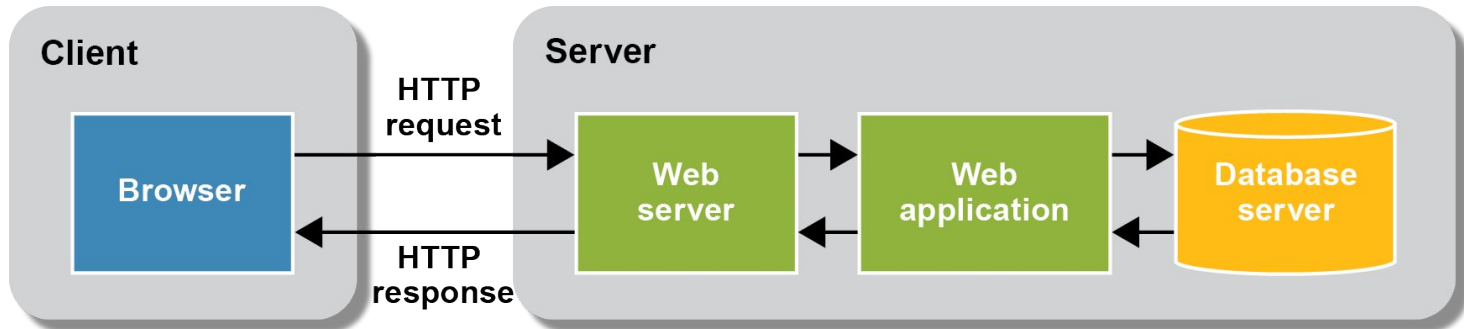 Client
Server
HTTP
request
Browser
Web
server
Web
application
Database
server
HTTP
response